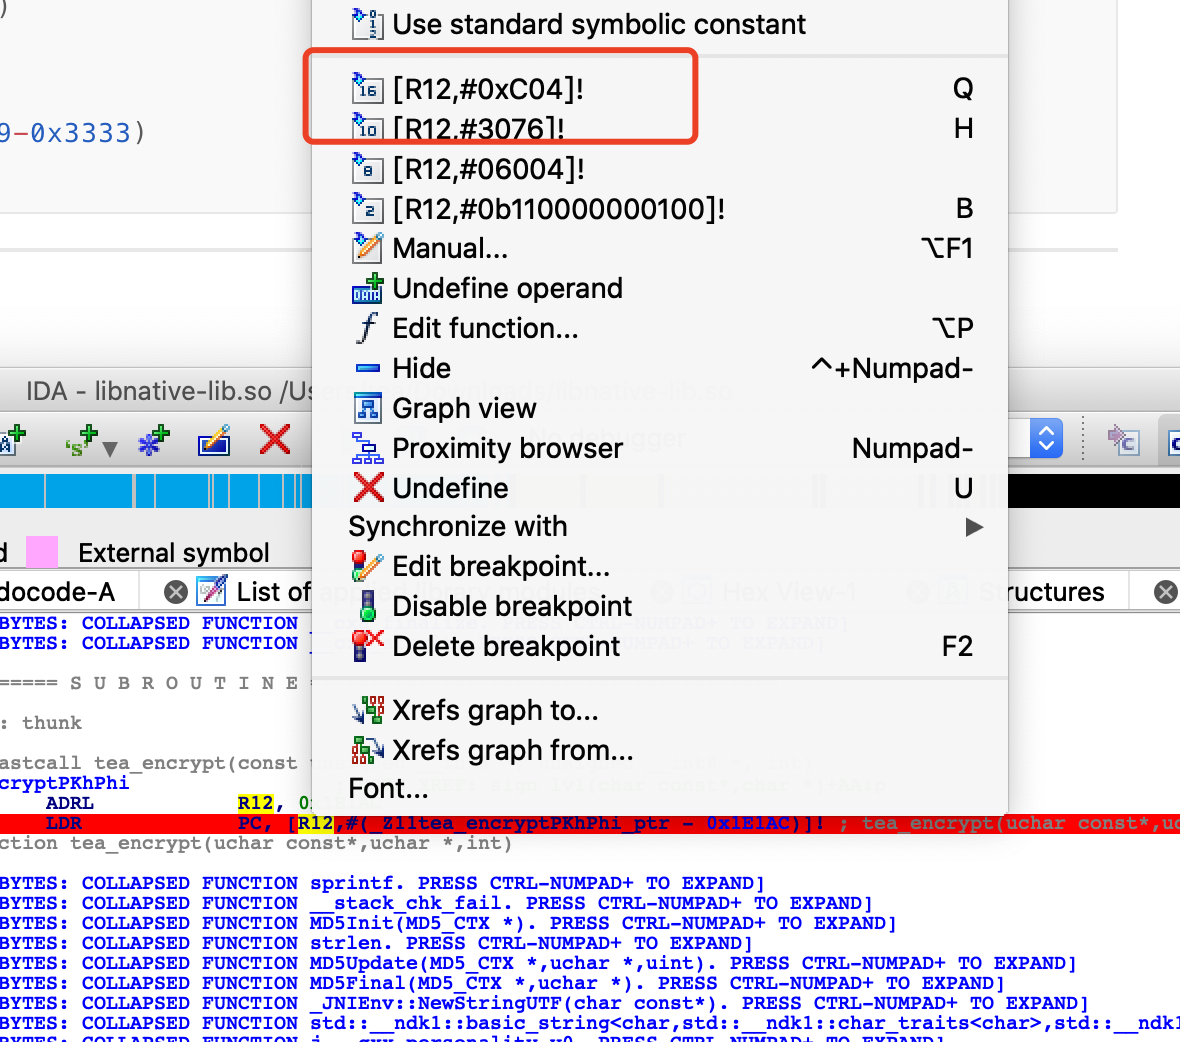 )
Use standard symbolic constant
[R12,#0xC04]! Q
9-0x3333)
[R12,#3076]! H
[R12,#06004]!
[R12,#0b110000000100]! B
Manual... ⌥F1
Undefine operand
Edit function... ⌥P
Hide ^+Numpad-
IDA - libnative-lib.so /Us
Graph view
Proximity browser Numpad-
Undefine U
Synchronize with
d External symbol
Edit breakpoint...
docode-A List of Hex View-1 Structures
Disable breakpoint
BYTES: COLLAPSED FUNCTION
BYTES: COLLAPSED FUNCTION
Delete breakpoint F2
===== S U B R O U T I N E
Xrefs graph to...
: thunk
Xrefs graph from...
astcall tea_encrypt(const
cryptPKhPhi
Font...
ADRL R12, 0
LDR PC, [R12,#(_Z11tea_encryptPKhPhi_ptr - 0x1E1AC)]! ; tea_encrypt(uchar const*,uc
ction tea_encrypt(uchar const*,uchar *,int)
BYTES: COLLAPSED FUNCTION sprintf. PRESS CTRL-NUMPAD+ TO EXPAND]
BYTES: COLLAPSED FUNCTION __stack_chk_fail. PRESS CTRL-NUMPAD+ TO EXPAND]
BYTES: COLLAPSED FUNCTION MD5Init(MD5_CTX *). PRESS CTRL-NUMPAD+ TO EXPAND]
BYTES: COLLAPSED FUNCTION strlen. PRESS CTRL-NUMPAD+ TO EXPAND]
BYTES: COLLAPSED FUNCTION MD5Update(MD5_CTX *,uchar *,uint). PRESS CTRL-NUMPAD+ TO EXPAND]
BYTES: COLLAPSED FUNCTION MD5Final(MD5_CTX *,uchar *). PRESS CTRL-NUMPAD+ TO EXPAND]
BYTES: COLLAPSED FUNCTION _JNIEnv::NewStringUTF(char const*). PRESS CTRL-NUMPAD+ TO EXPAND]
BYTES: COLLAPSED FUNCTION std::__ndk1::basic_string<char,std::__ndk1::char_traits<char>,std::__ndk1